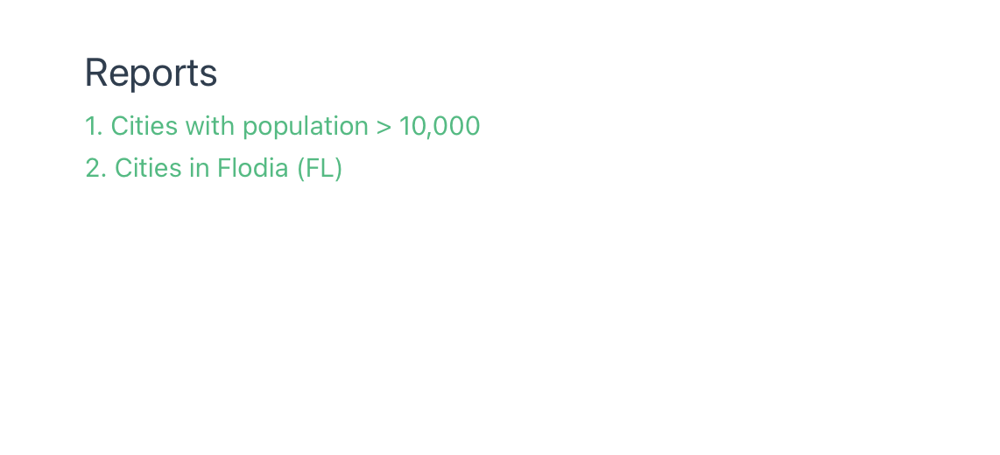 Reports
1. Cities with population > 10,000
2. Cities in Flodia (FL)